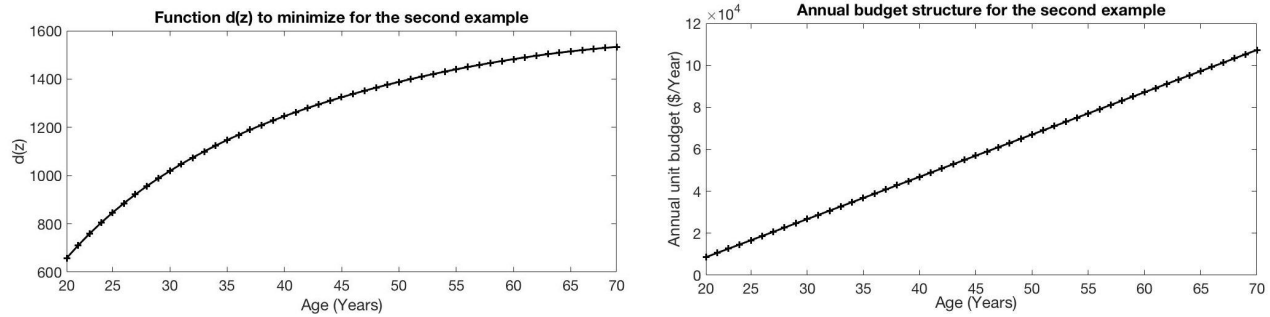 Function d(z) to minimize for the second example
1600
1400
1200
1000
800
600
d(z)
20 25 30 35 40 45 50 55 60 65 70
Age (Years)
Annual budget structure for the second example
×10⁴
12
10
8
6
4
2
0
Annual unit budget ($/Year)
20 25 30 35 40 45 50 55 60 65 70
Age (Years)